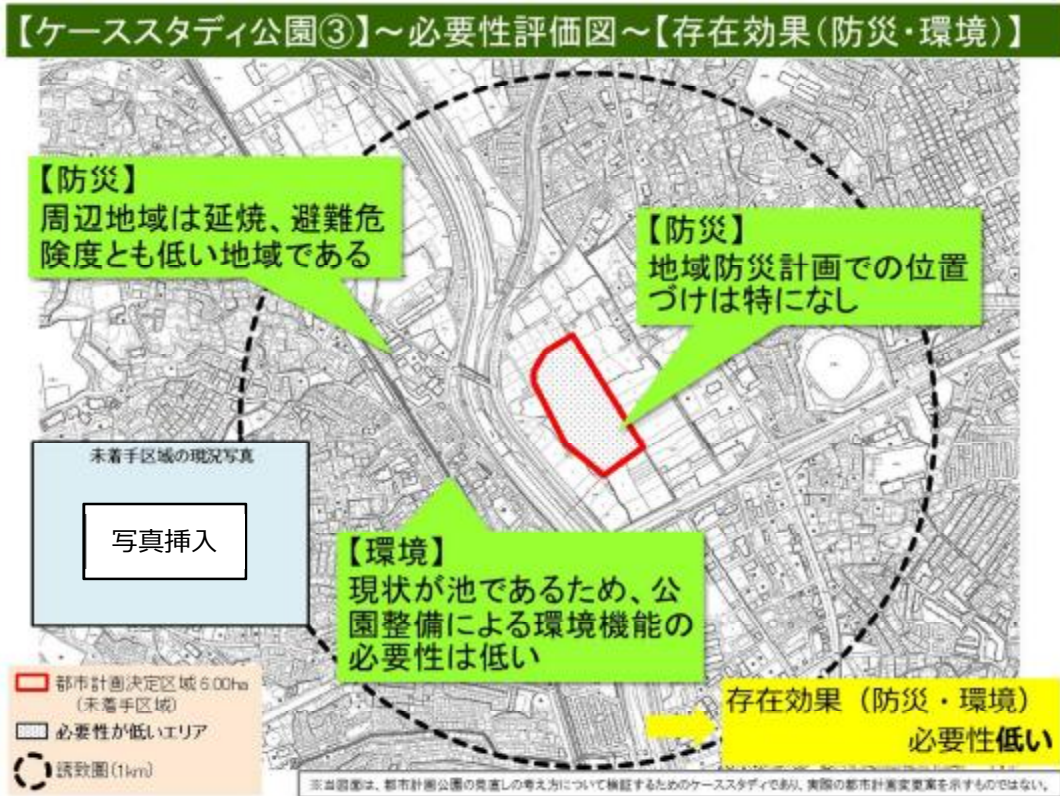 【ケーススタディ公園③】～必要性評価図～【存在効果(防災・環境)】
【防災】
周辺地域は延焼、避難危
険度とも低い地域である
【防災】
地域防災計画での位置
づけは特になし
未着手区域の現況写真
写真挿入
【環境】
現状が池であるため、公
園整備による環境機能の
必要性は低い
都市計画決定区域 6.00ha
(未着手区域)
必要性が低いエリア
誘致圏(1km)
存在効果（防災・環境）
必要性低い
※当図面は、都市計画公園の見直しの考え方について検証するためのケーススタディであり、実際の都市計画変更案を示すものではない。